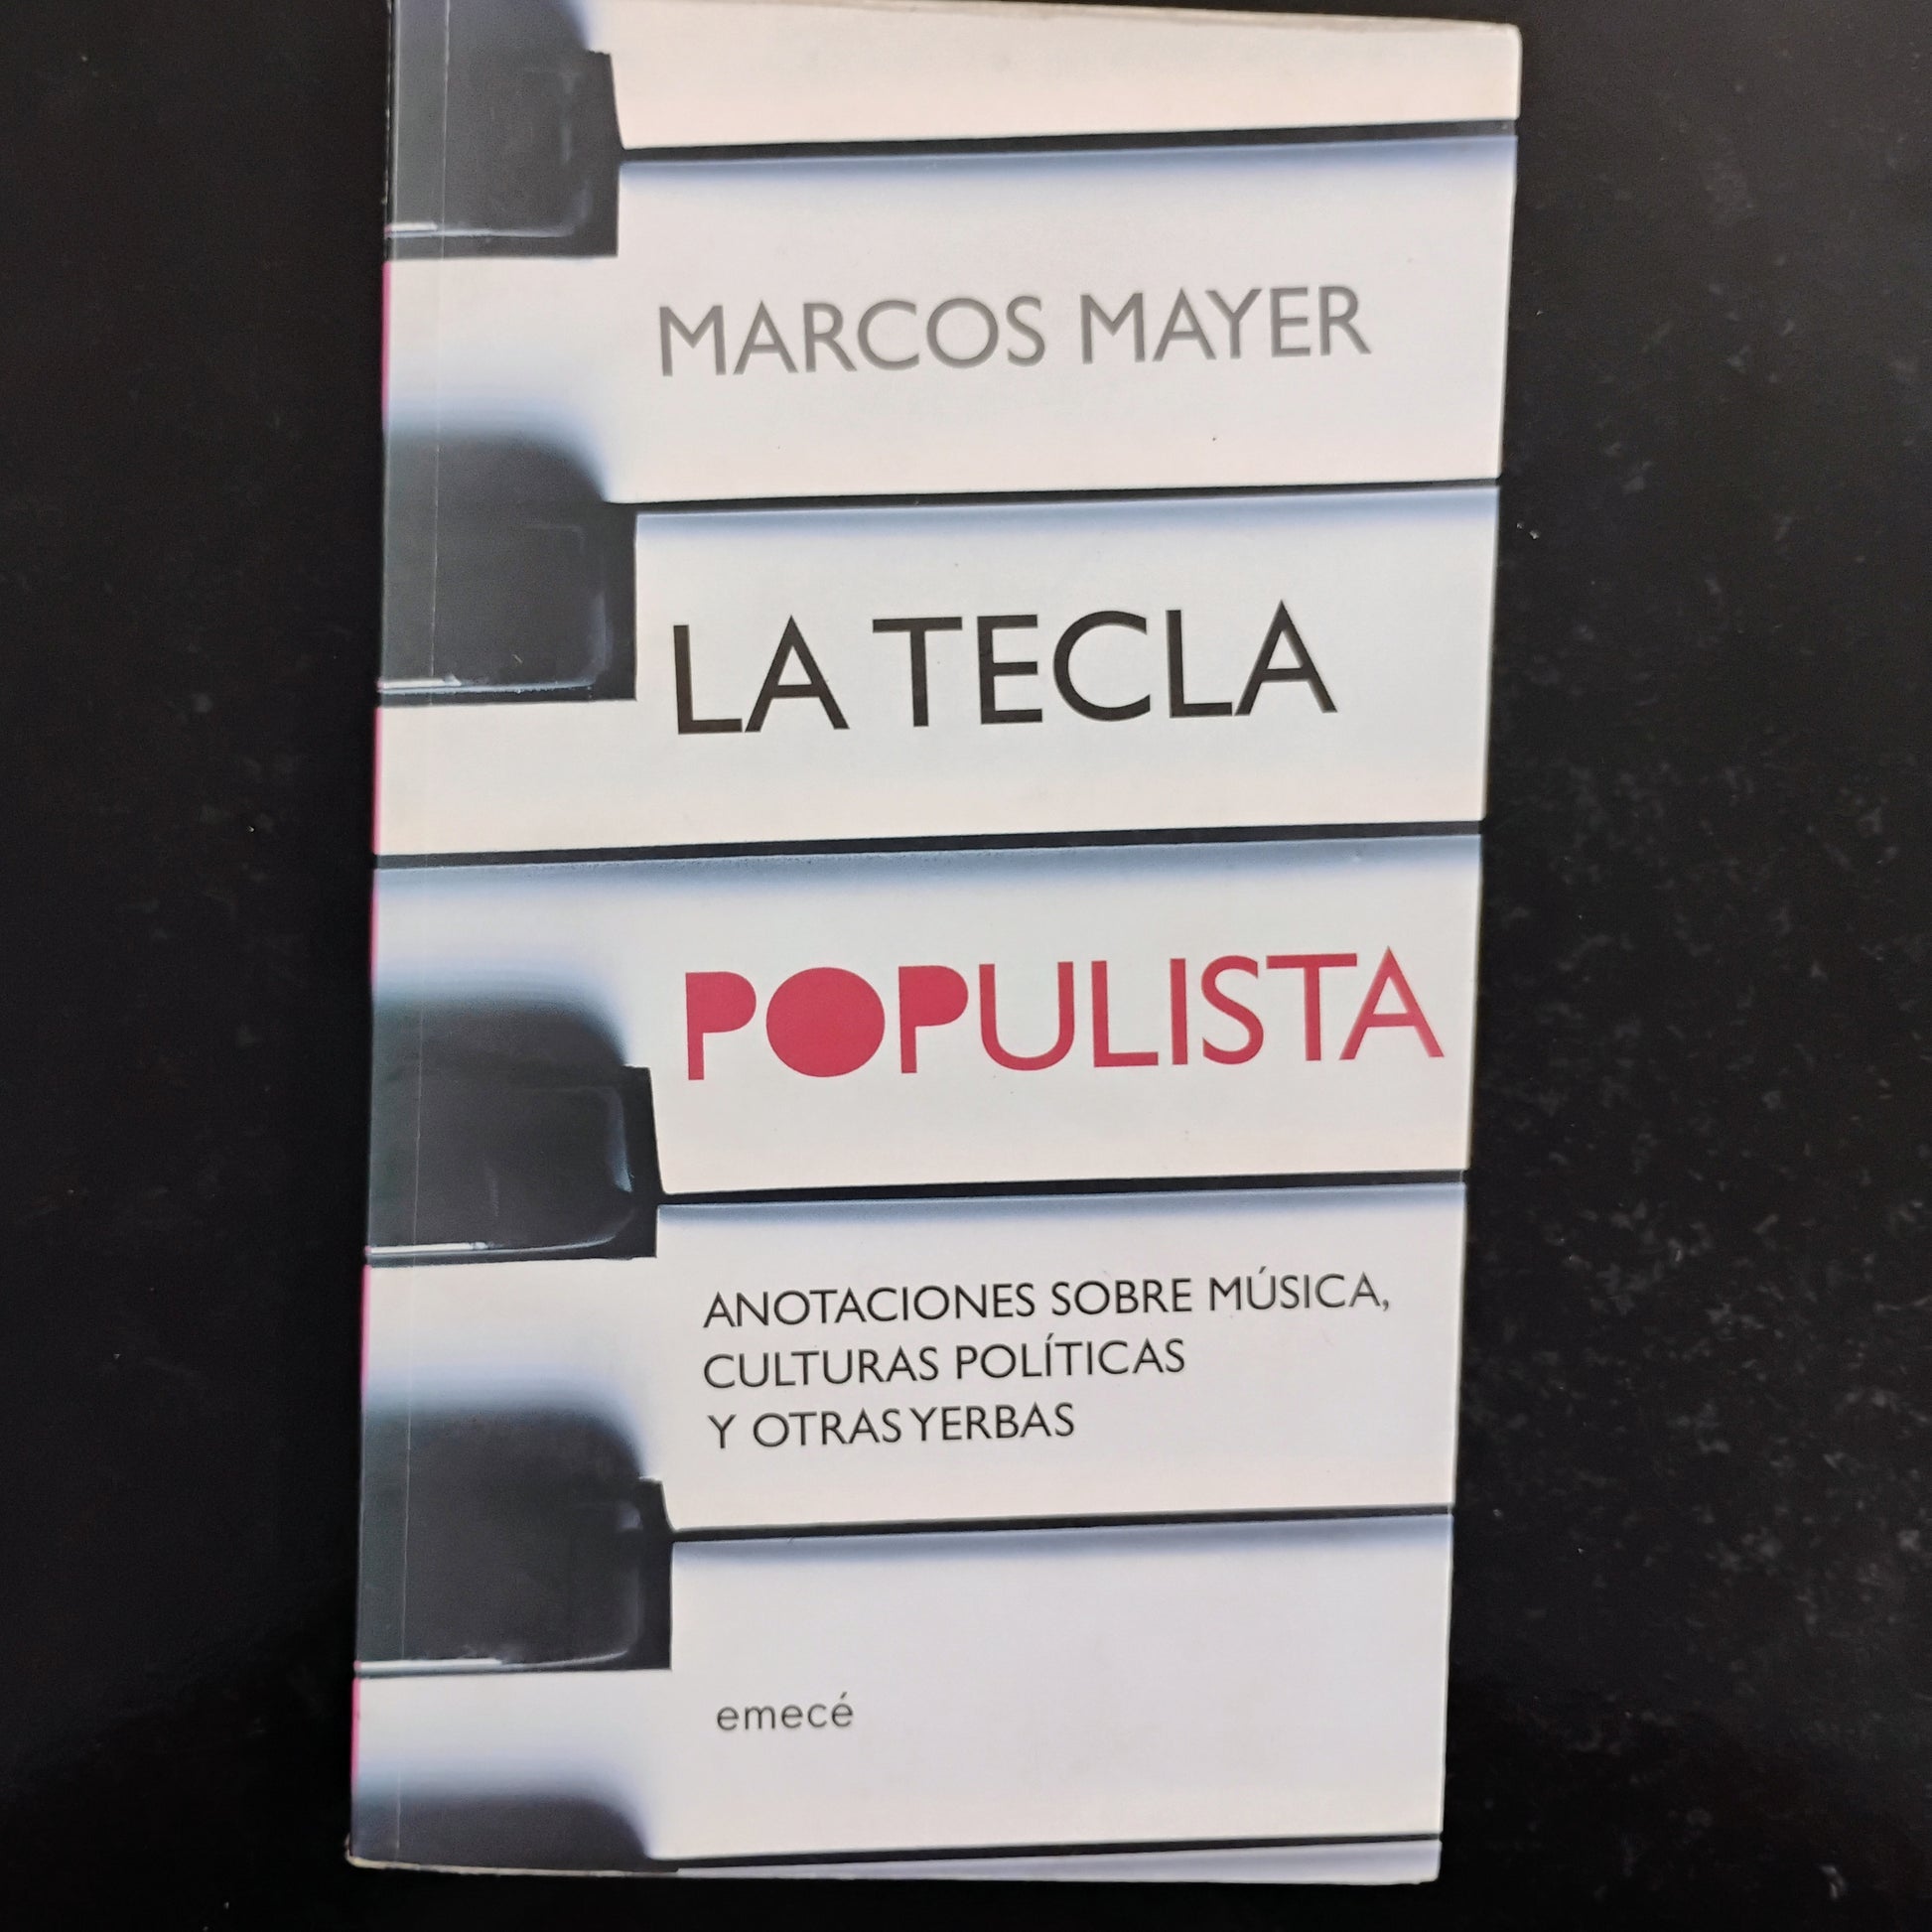 MARCOS MAYER
LA TECLA
POPULISTA
ANOTACIONES SOBRE MÚSICA,
CULTURAS POLÍTICAS
Y OTRAS YERBAS
emecé